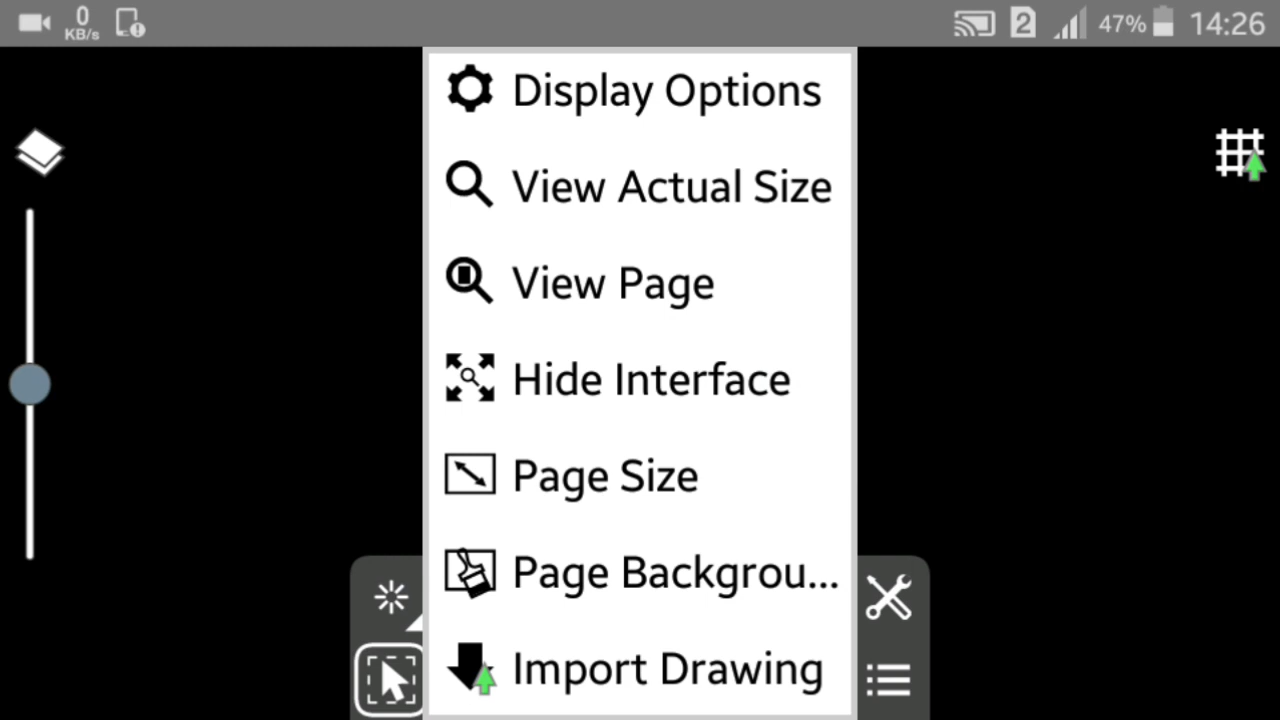 0
KB/s
2
47%
14:26
Display Options
View Actual Size
View Page
Hide Interface
Page Size
Page Backgrou...
Import Drawing